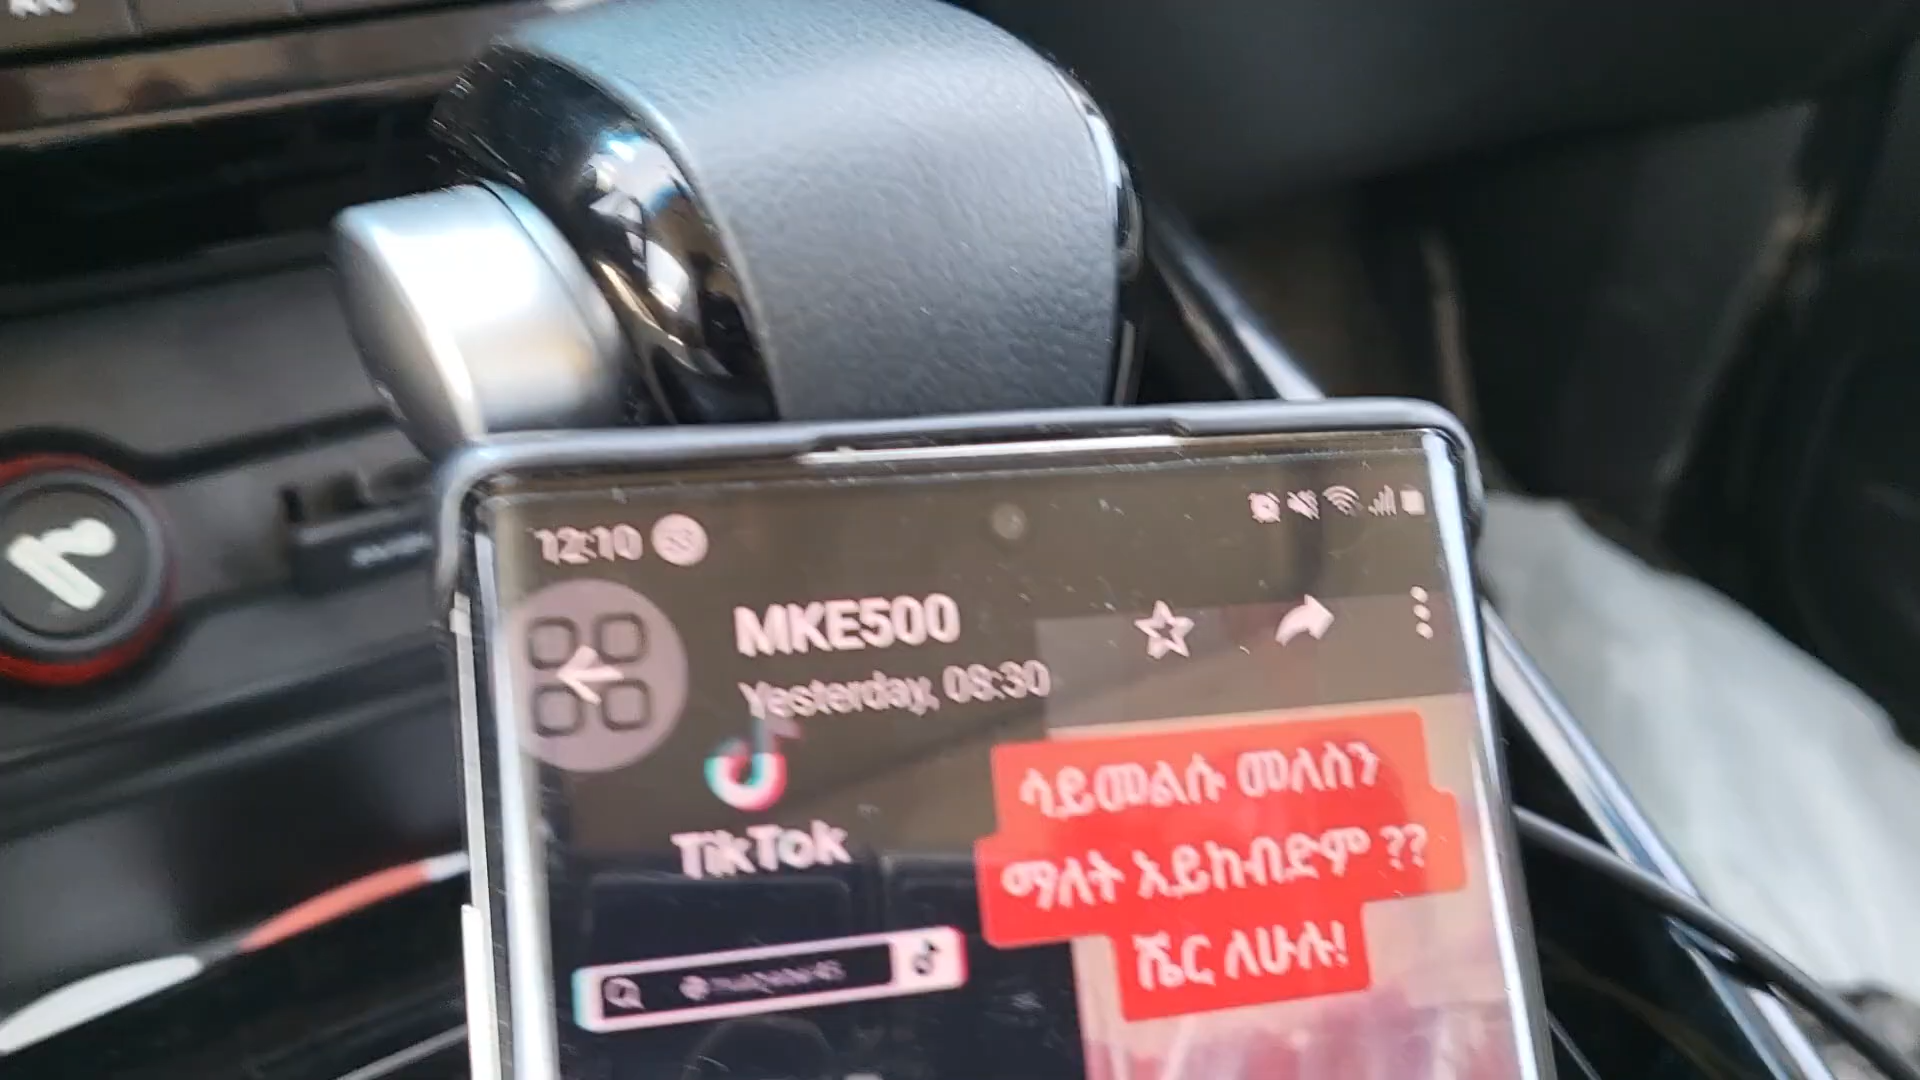 12:10
MKE500
Yesterday, 08:30
TikTok
ሳይመልሱ መለስን
ማለት አይከብድም ??
ሼር ለሁሉ!